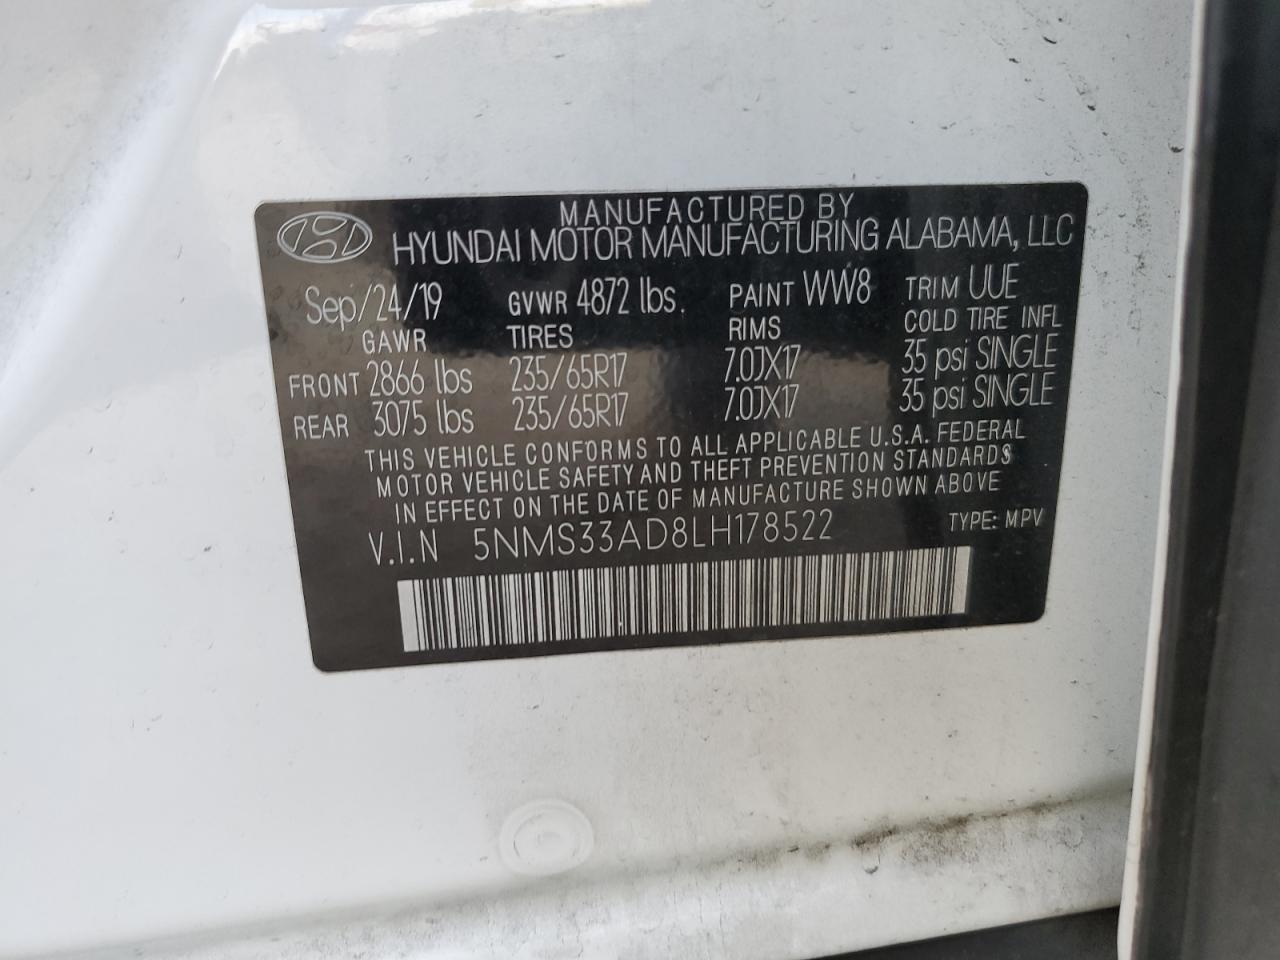 MANUFACTURED BY
HYUNDAI MOTOR MANUFACTURING ALABAMA, LLC
Sep/24/19 GVWR 4872 lbs. PAINT WW8 TRIM UUE
GAWR TIRES RIMS COLD TIRE INFL
FRONT 2866 lbs 235/65R17 7.0JX17 35 psi SINGLE
REAR 3075 lbs 235/65R17 7.0JX17 35 psi SINGLE
THIS VEHICLE CONFORMS TO ALL APPLICABLE U.S.A. FEDERAL
MOTOR VEHICLE SAFETY AND THEFT PREVENTION STANDARDS
IN EFFECT ON THE DATE OF MANUFACTURE SHOWN ABOVE
V.I.N 5NMS33AD8LH178522 TYPE: MPV